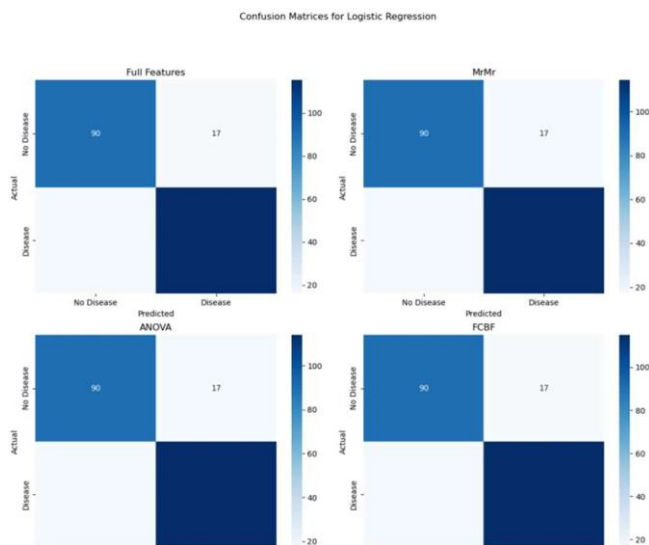 Confusion Matrices for Logistic Regression
Full Features
No Disease
Disease
Actual
90
17
No Disease
Disease
Predicted
100
80
60
40
20
MrMr
No Disease
Disease
Actual
90
17
No Disease
Disease
Predicted
100
80
60
40
20
ANOVA
No Disease
Disease
Actual
90
17
100
80
60
40
20
FCBF
No Disease
Disease
Actual
90
17
100
80
60
40
20